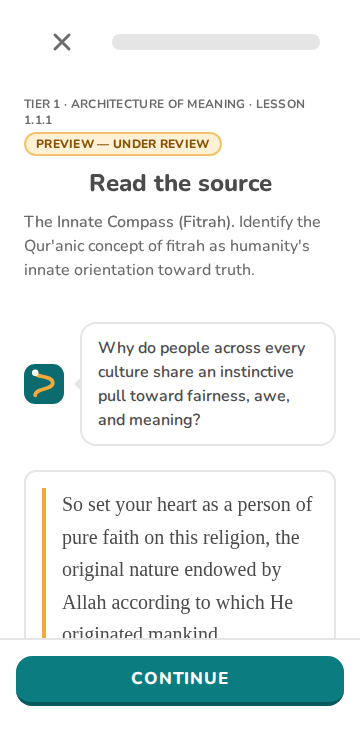 TIER 1 · ARCHITECTURE OF MEANING · LESSON
1.1.1
PREVIEW — UNDER REVIEW
Read the source
The Innate Compass (Fitrah). Identify the
Qur'anic concept of fitrah as humanity's
innate orientation toward truth.
Why do people across every
culture share an instinctive
pull toward fairness, awe,
and meaning?
So set your heart as a person of
pure faith on this religion, the
original nature endowed by
Allah according to which He
originated mankind
CONTINUE